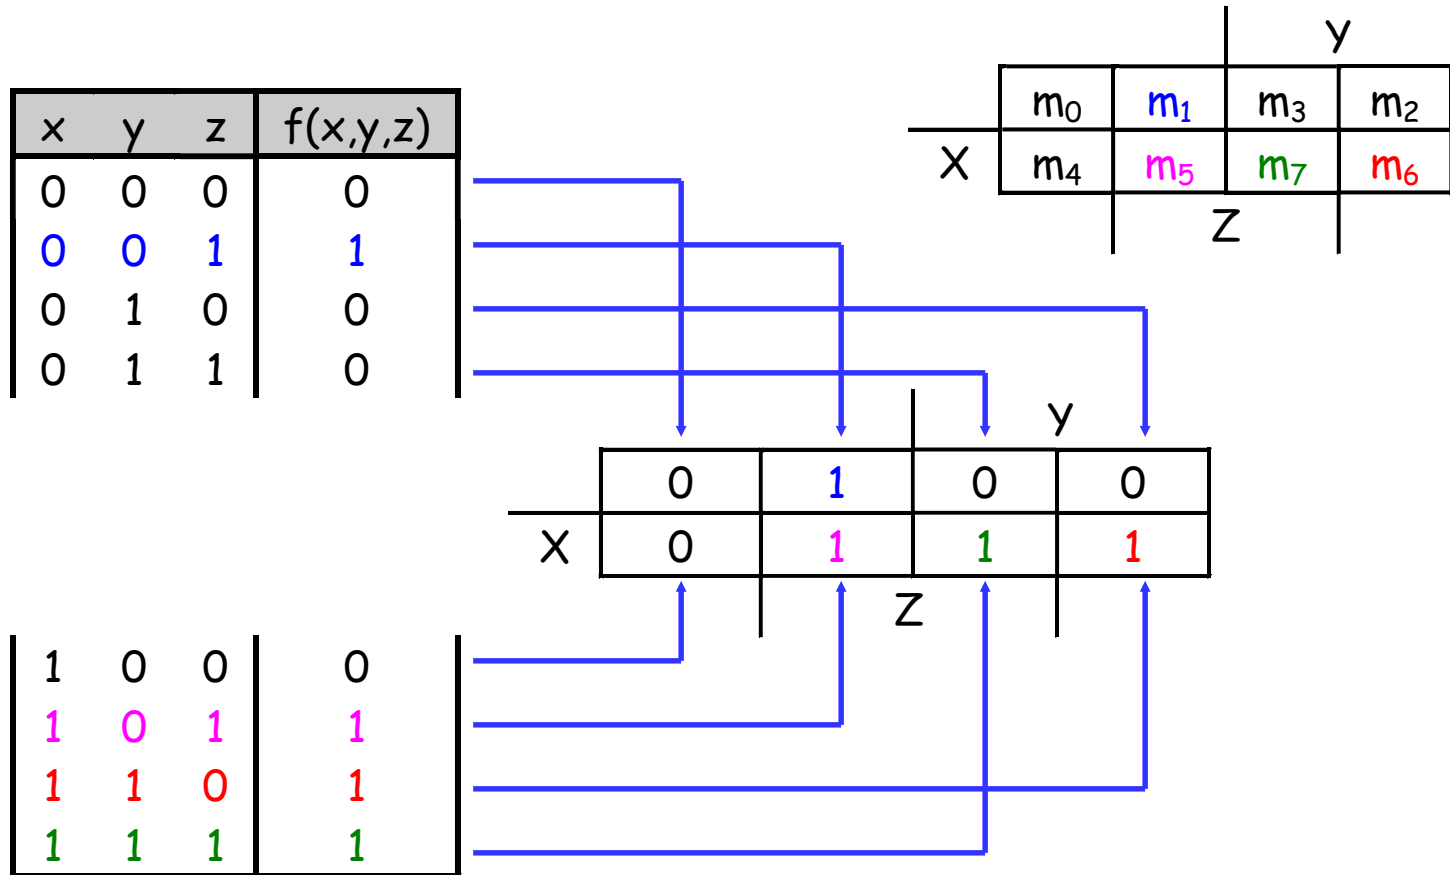 x y z f(x,y,z)
0 0 0 0
0 0 1 1
0 1 0 0
0 1 1 0
Y
m0 m1 m3 m2
X m4 m5 m7 m6
Z
Y
0 1 0 0
X 0 1 1 1
Z
1 0 0 0
1 0 1 1
1 1 0 1
1 1 1 1